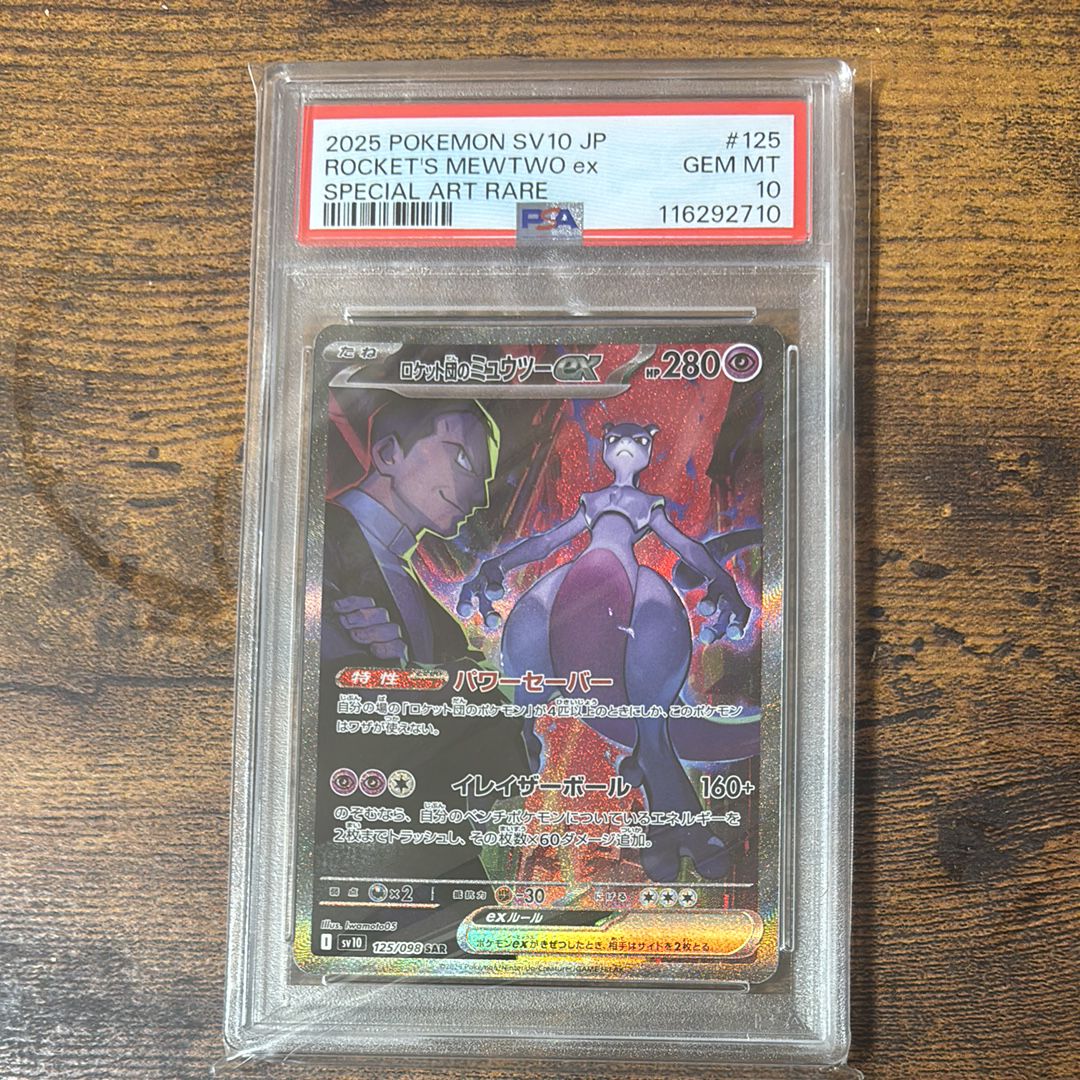 2025 POKEMON SV10 JP #125
ROCKET'S MEWTWO ex GEM MT
SPECIAL ART RARE 10
PSA 116292710
たね ロケット団のミュウツーex HP280
特性 パワーセーバー
自分の場の「ロケット団のポケモン」が4匹以上のときにしか、このポケモン
はワザが使えない。
イレイザーボール 160+
のぞむなら、自分のベンチポケモンについているエネルギーを
2枚までトラッシュし、その枚数×60ダメージ追加。
弱点 ×2 抵抗力 -30 にげる
Illus. Iwamoto05
exルール
I sv10 125/098 SAR
ポケモンexがきぜつしたとき、相手はサイドを2枚とる。